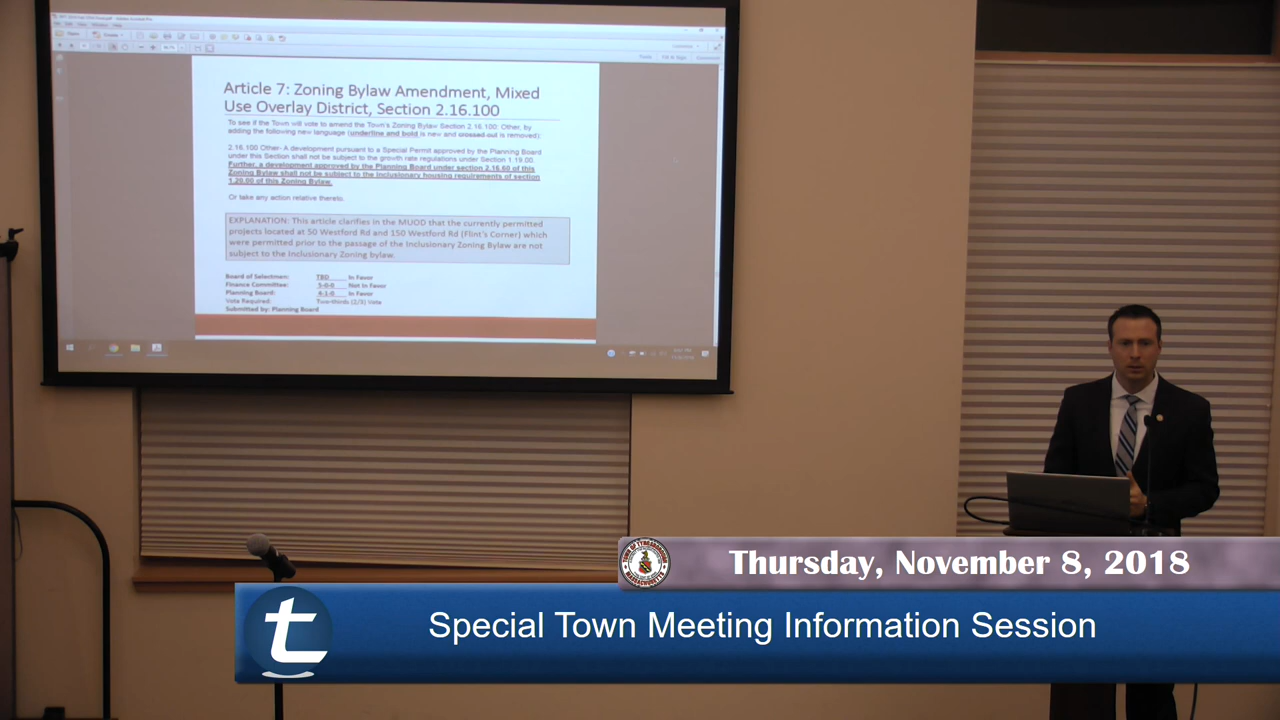 Article 7: Zoning Bylaw Amendment, Mixed
Use Overlay District, Section 2.16.100
To see if the Town will vote to amend the Town's Zoning Bylaw Section 2.16.100: Other, by
adding the following new language (underline and bold is new and crossed out is removed):
2.16.100 Other- A development pursuant to a Special Permit approved by the Planning Board
under this Section shall not be subject to the growth rate regulations under Section 1.19.00.
Further, a development approved by the Planning Board under section 2.16.60 of this
Zoning Bylaw shall not be subject to the Inclusionary housing requirements of section
1.20.00 of this Zoning Bylaw.
Or take any action relative thereto.
EXPLANATION: This article clarifies in the MUOD that the currently permitted
projects located at 50 Westford Rd and 150 Westford Rd (Flint's Corner) which
were permitted prior to the passage of the Inclusionary Zoning Bylaw are not
subject to the Inclusionary Zoning bylaw.
Board of Selectmen: TBD In Favor
Finance Committee: 5-0-0 Not In Favor
Planning Board: 4-1-0 In Favor
Vote Required: Two-thirds (2/3) Vote
Submitted by: Planning Board
Thursday, November 8, 2018
t
Special Town Meeting Information Session